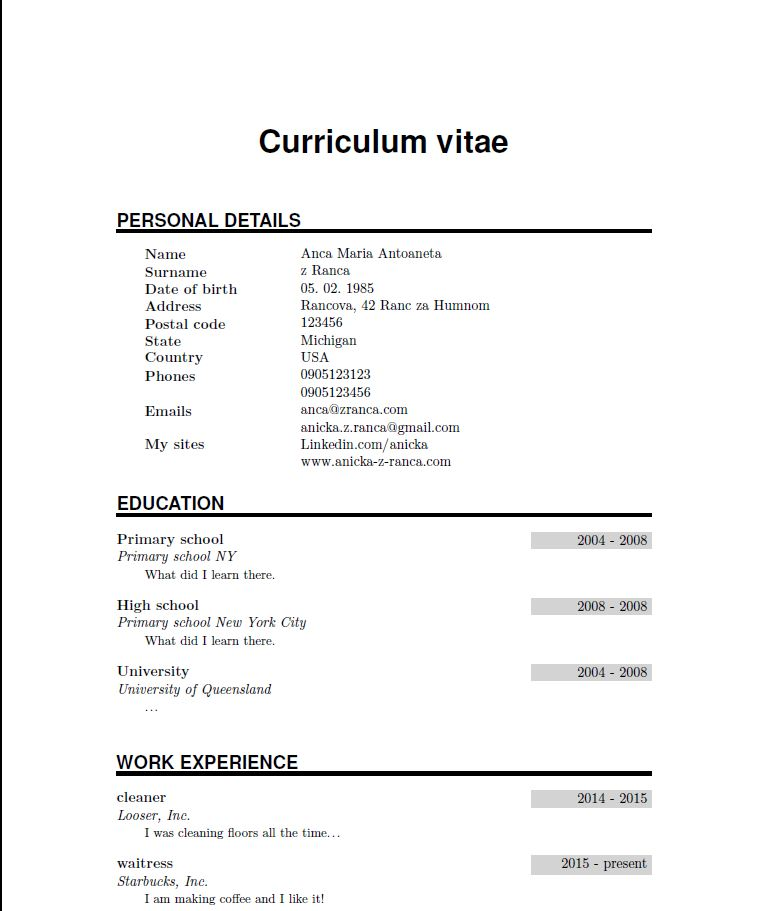 Curriculum vitae
PERSONAL DETAILS
Name Anca Maria Antoaneta
Surname z Ranca
Date of birth 05. 02. 1985
Address Rancova, 42 Ranc za Humnom
Postal code 123456
State Michigan
Country USA
Phones 0905123123
0905123456
Emails anca@zranca.com
anicka.z.ranca@gmail.com
My sites Linkedin.com/anicka
www.anicka-z-ranca.com
EDUCATION
Primary school 2004 - 2008
Primary school NY
What did I learn there.
High school 2008 - 2008
Primary school New York City
What did I learn there.
University 2004 - 2008
University of Queensland
...
WORK EXPERIENCE
cleaner 2014 - 2015
Looser, Inc.
I was cleaning floors all the time...
waitress 2015 - present
Starbucks, Inc.
I am making coffee and I like it!